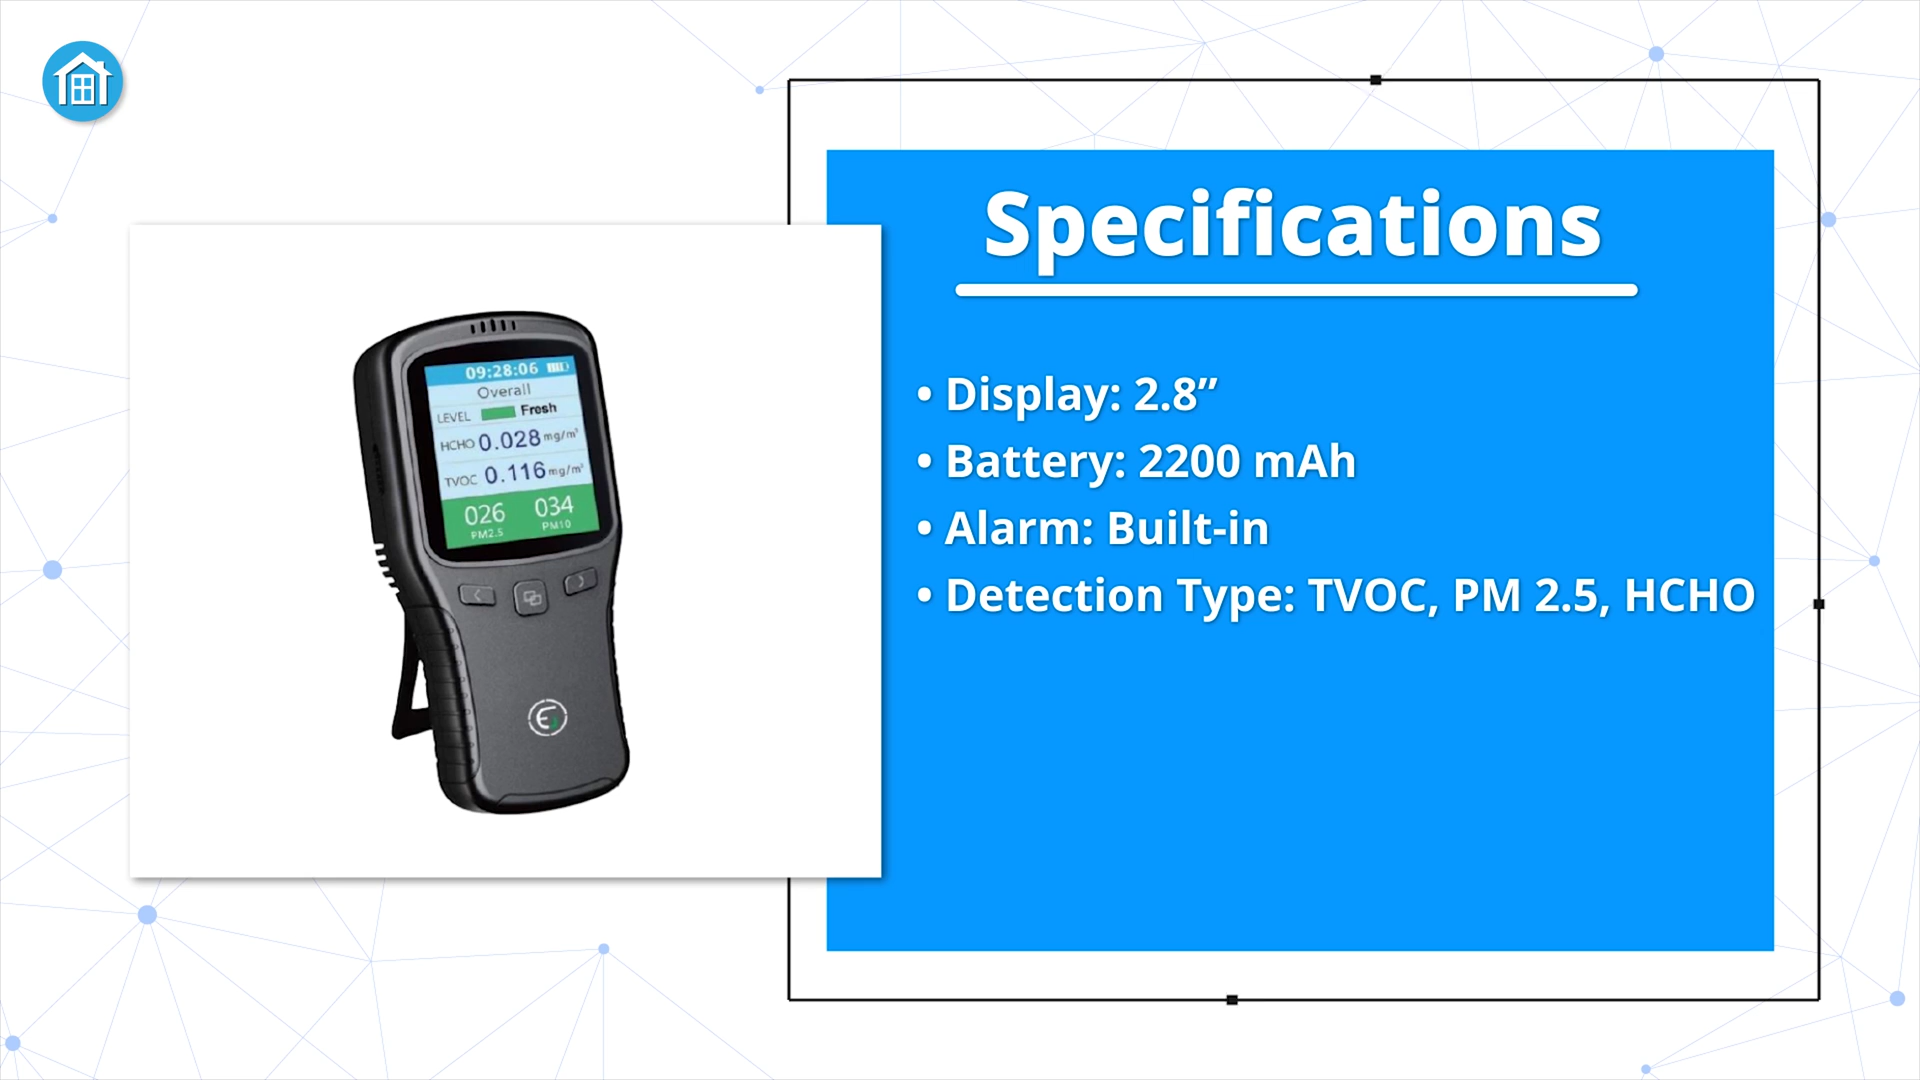 Specifications
09:28:06
Overall
LEVEL Fresh
HCHO 0.028 mg/m³
TVOC 0.116 mg/m³
026 034
PM2.5 PM10
• Display: 2.8”
• Battery: 2200 mAh
• Alarm: Built-in
• Detection Type: TVOC, PM 2.5, HCHO